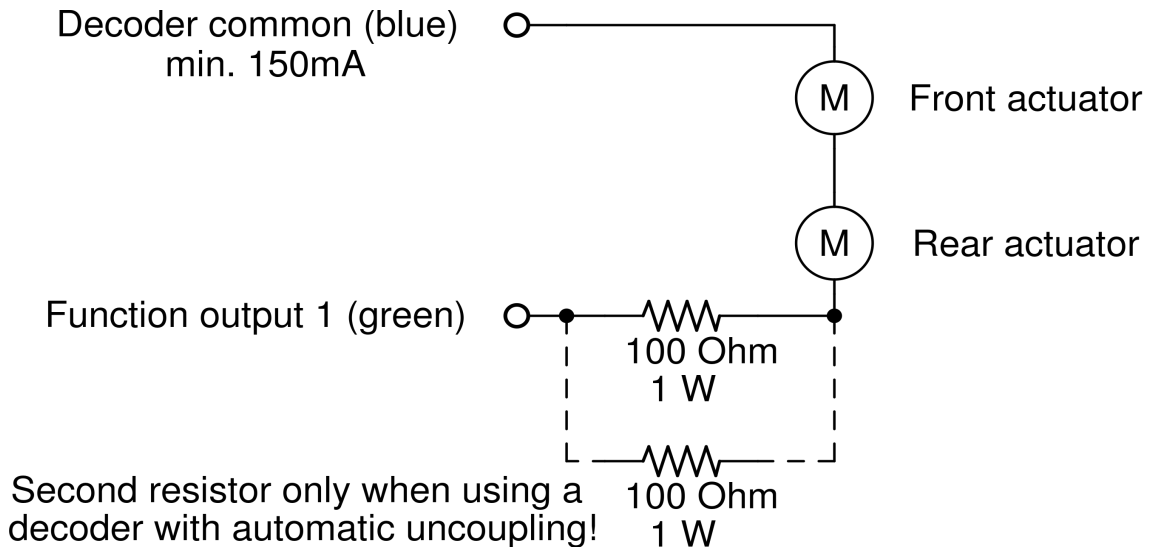 Decoder common (blue)
min. 150mA
M
Front actuator
M
Rear actuator
Function output 1 (green)
100 Ohm
1 W
Second resistor only when using a
decoder with automatic uncoupling!
100 Ohm
1 W